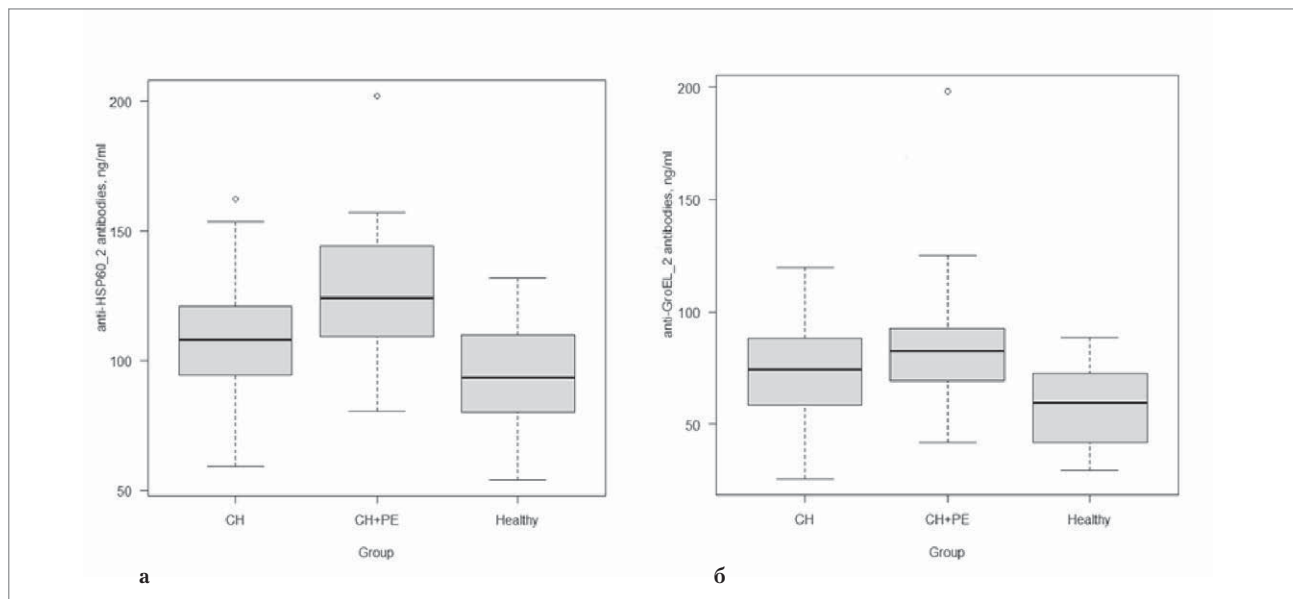 anti-HSP60_2 antibodies, ng/ml
200
150
100
50
CH
CH+PE
Healthy
Group
а
anti-GroEL_2 antibodies, ng/ml
200
150
100
50
CH
CH+PE
Healthy
Group
б